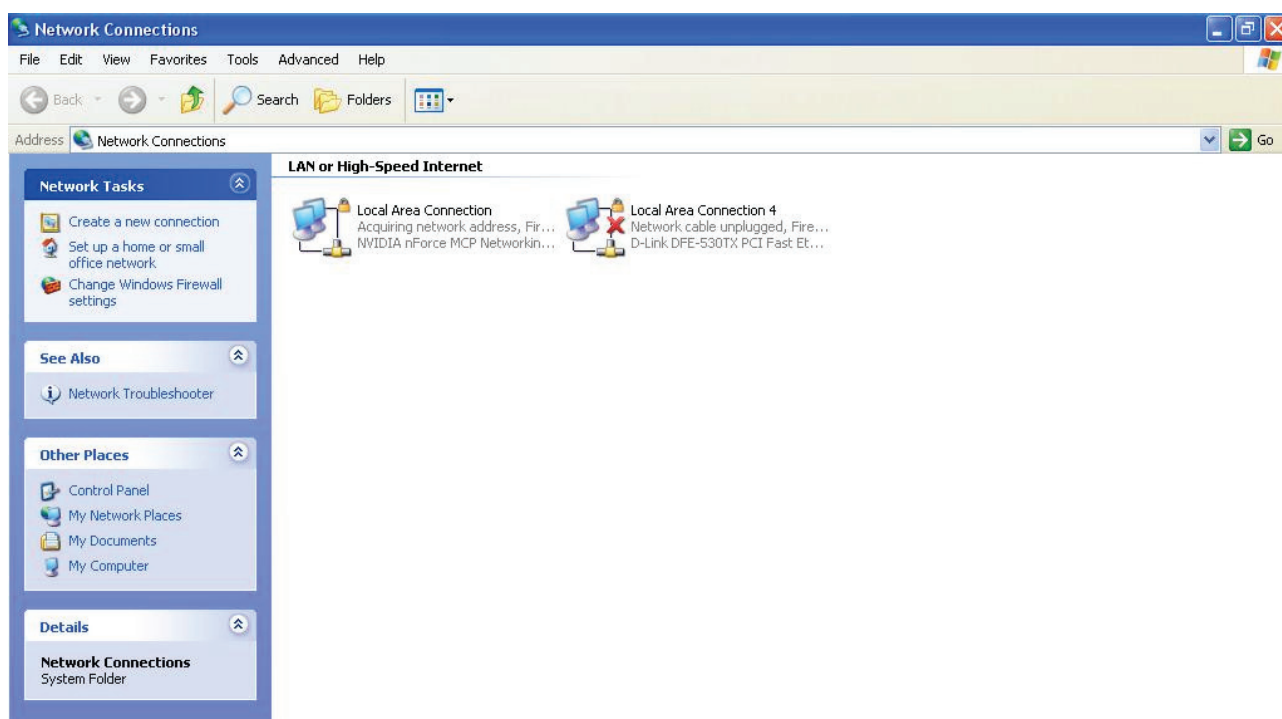 Network Connections
File Edit View Favorites Tools Advanced Help
Back Search Folders
Address Network Connections Go
Network Tasks
Create a new connection
Set up a home or small
office network
Change Windows Firewall
settings
See Also
Network Troubleshooter
Other Places
Control Panel
My Network Places
My Documents
My Computer
Details
Network Connections
System Folder
LAN or High-Speed Internet
Local Area Connection
Acquiring network address, Fir...
NVIDIA nForce MCP Networkin...
Local Area Connection 4
Network cable unplugged, Fire...
D-Link DFE-530TX PCI Fast Et...